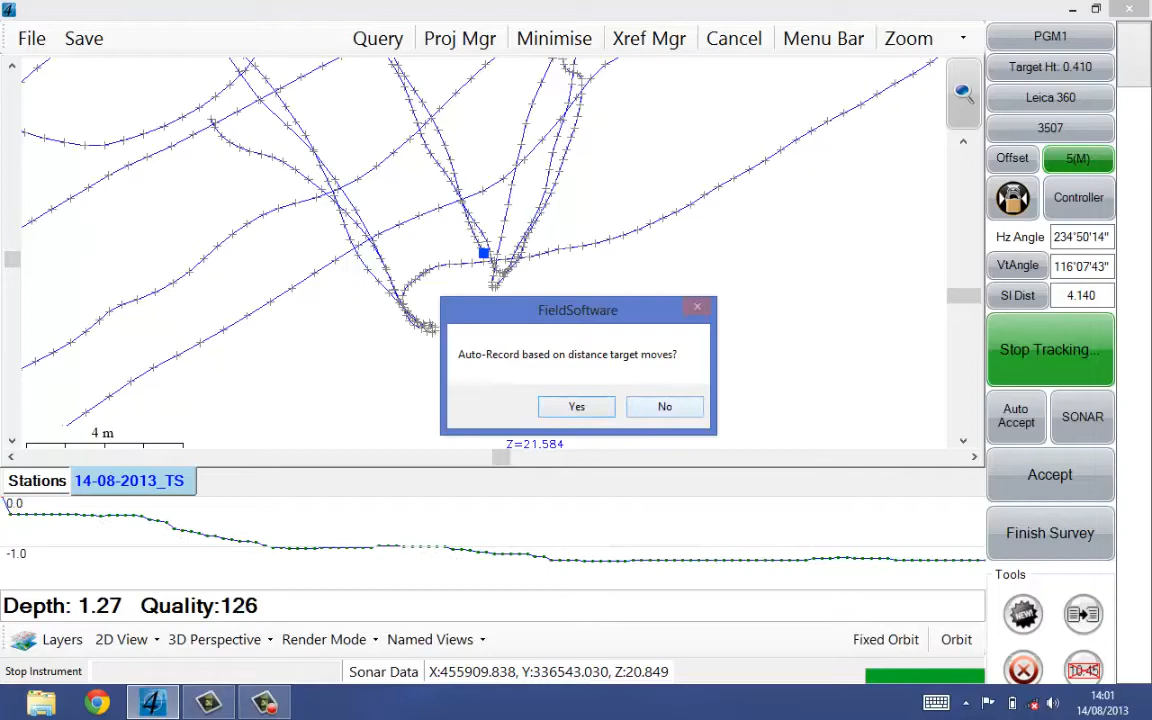 File Save Query Proj Mgr Minimise Xref Mgr Cancel Menu Bar Zoom
PGM1
Target Ht: 0.410
Leica 360
3507
Offset 5(M)
Controller
Hz Angle 234°50'14"
VtAngle 116°07'43"
Sl Dist 4.140
FieldSoftware
Auto-Record based on distance target moves?
Yes No
Stop Tracking...
Auto Accept SONAR
4 m
Z=21.584
Stations 14-08-2013_TS
Accept
0.0
-1.0
Finish Survey
Tools
Depth: 1.27 Quality:126
Layers 2D View 3D Perspective Render Mode Named Views Fixed Orbit Orbit
NEW!
10.45
Stop Instrument Sonar Data X:455909.838, Y:336543.030, Z:20.849
4
14:01
14/08/2013